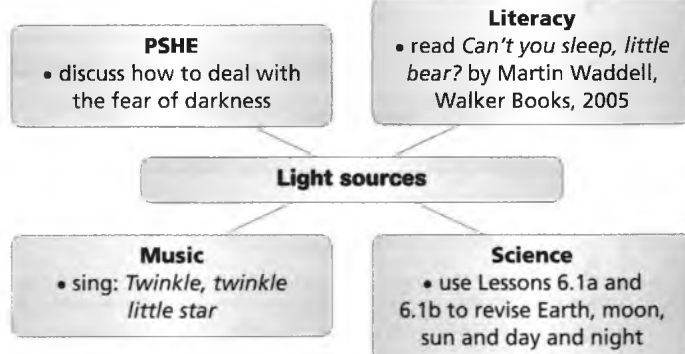 PSHE
• discuss how to deal with
the fear of darkness
Literacy
• read Can't you sleep, little
bear? by Martin Waddell,
Walker Books, 2005
Light sources
Music
• sing: Twinkle, twinkle
little star
Science
• use Lessons 6.1a and
6.1b to revise Earth, moon,
sun and day and night